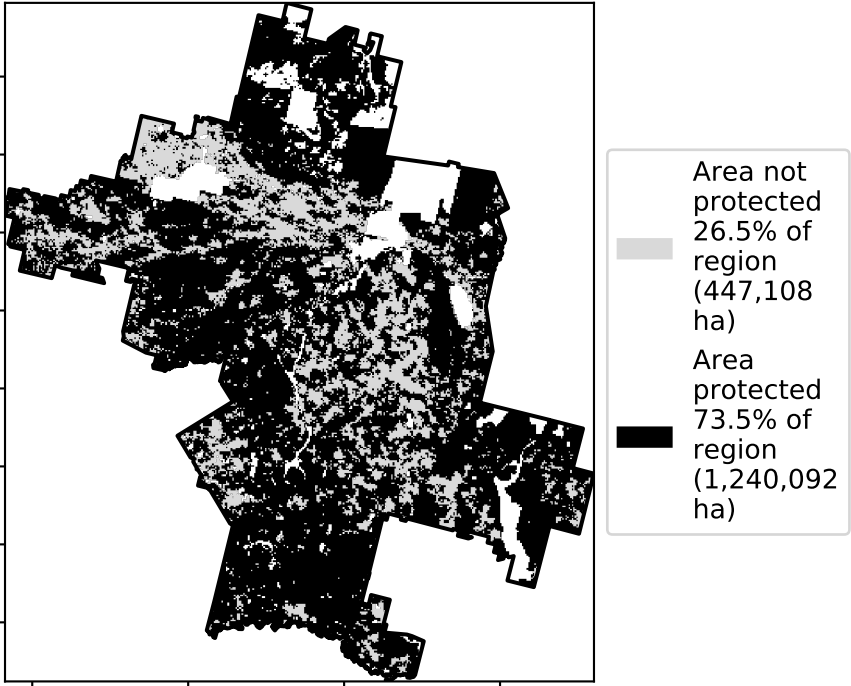 Area not
protected
26.5% of
region
(447,108
ha)
Area
protected
73.5% of
region
(1,240,092
ha)